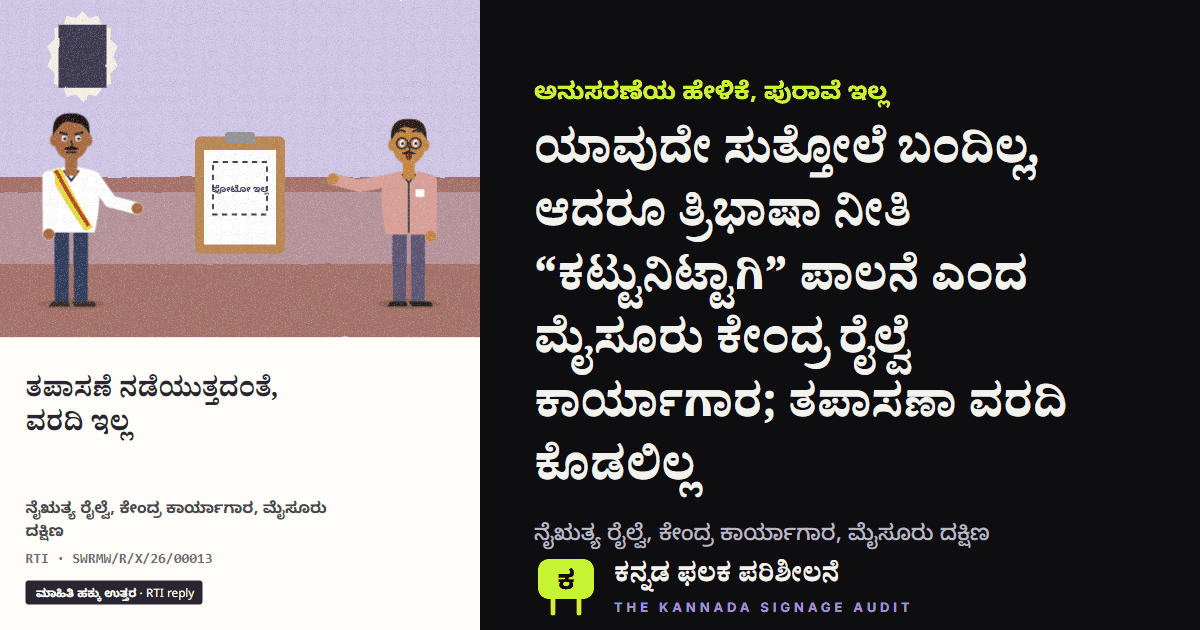 ಫೋಟೋ ಇಲ್ಲ
ತಪಾಸಣೆ ನಡೆಯುತ್ತದಂತೆ,
ವರದಿ ಇಲ್ಲ
ನೈಋತ್ಯ ರೈಲ್ವೆ, ಕೇಂದ್ರ ಕಾರ್ಯಾಗಾರ, ಮೈಸೂರು
ದಕ್ಷಿಣ
RTI · SWRMW/R/X/26/00013
ಮಾಹಿತಿ ಹಕ್ಕು ಉತ್ತರ · RTI reply
ಅನುಸರಣೆಯ ಹೇಳಿಕೆ, ಪುರಾವೆ ಇಲ್ಲ
ಯಾವುದೇ ಸುತ್ತೋಲೆ ಬಂದಿಲ್ಲ,
ಆದರೂ ತ್ರಿಭಾಷಾ ನೀತಿ
“ಕಟ್ಟುನಿಟ್ಟಾಗಿ” ಪಾಲನೆ ಎಂದ
ಮೈಸೂರು ಕೇಂದ್ರ ರೈಲ್ವೆ
ಕಾರ್ಯಾಗಾರ; ತಪಾಸಣಾ ವರದಿ
ಕೊಡಲಿಲ್ಲ
ನೈಋತ್ಯ ರೈಲ್ವೆ, ಕೇಂದ್ರ ಕಾರ್ಯಾಗಾರ, ಮೈಸೂರು ದಕ್ಷಿಣ
ಕ
ಕನ್ನಡ ಫಲಕ ಪರಿಶೀಲನೆ
THE KANNADA SIGNAGE AUDIT